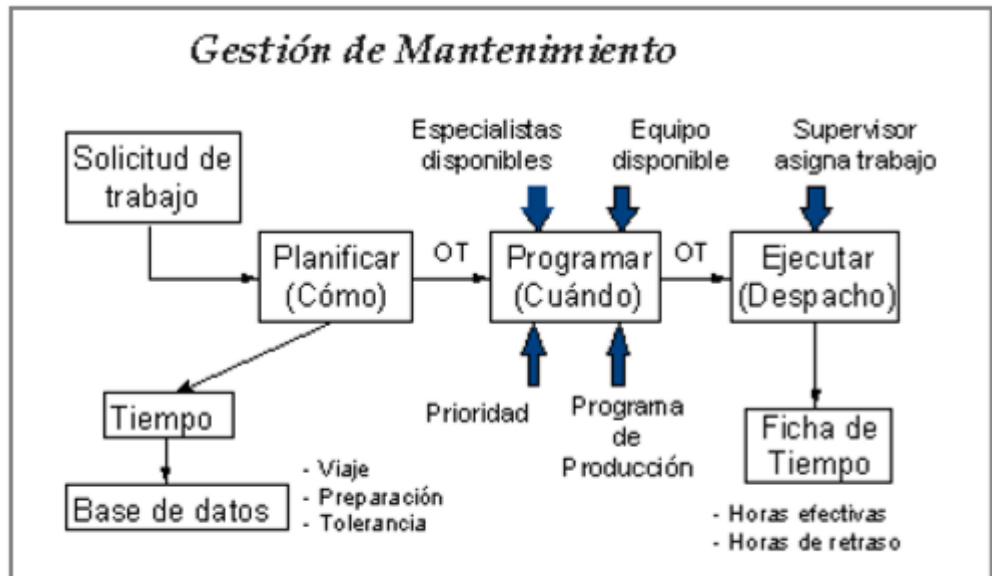 Gestión de Mantenimiento
Solicitud de
trabajo
Especialistas
disponibles
Equipo
disponible
Supervisor
asigna trabajo
Planificar
(Cómo)
OT
Programar
(Cuándo)
OT
Ejecutar
(Despacho)
Tiempo
Base de datos
- Viaje
- Preparación
- Tolerancia
Prioridad
Programa
de
Producción
Ficha de
Tiempo
- Horas efectivas
- Horas de retraso